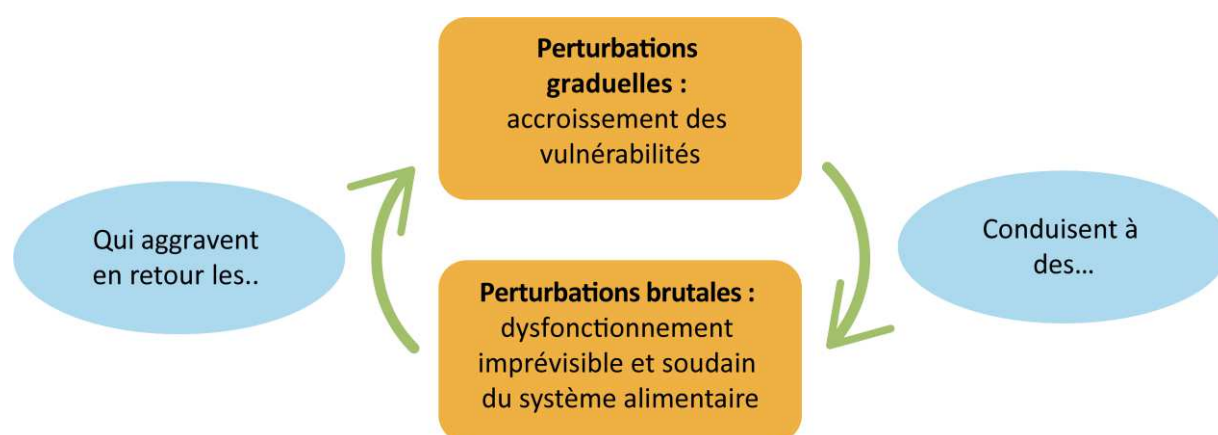 Perturbations
graduelles :
accroissement des
vulnérabilités
Qui aggravent
en retour les..
Conduisent à
des...
Perturbations brutales :
dysfonctionnement
imprévisible et soudain
du système alimentaire